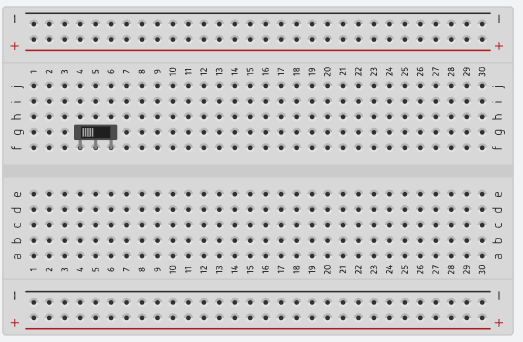 − −
+ +
1 2 3 4 5 6 7 8 9 10 11 12 13 14 15 16 17 18 19 20 21 22 23 24 25 26 27 28 29 30
j j
i i
h h
g g
f f
e e
d d
c c
b b
a a
1 2 3 4 5 6 7 8 9 10 11 12 13 14 15 16 17 18 19 20 21 22 23 24 25 26 27 28 29 30
− −
+ +